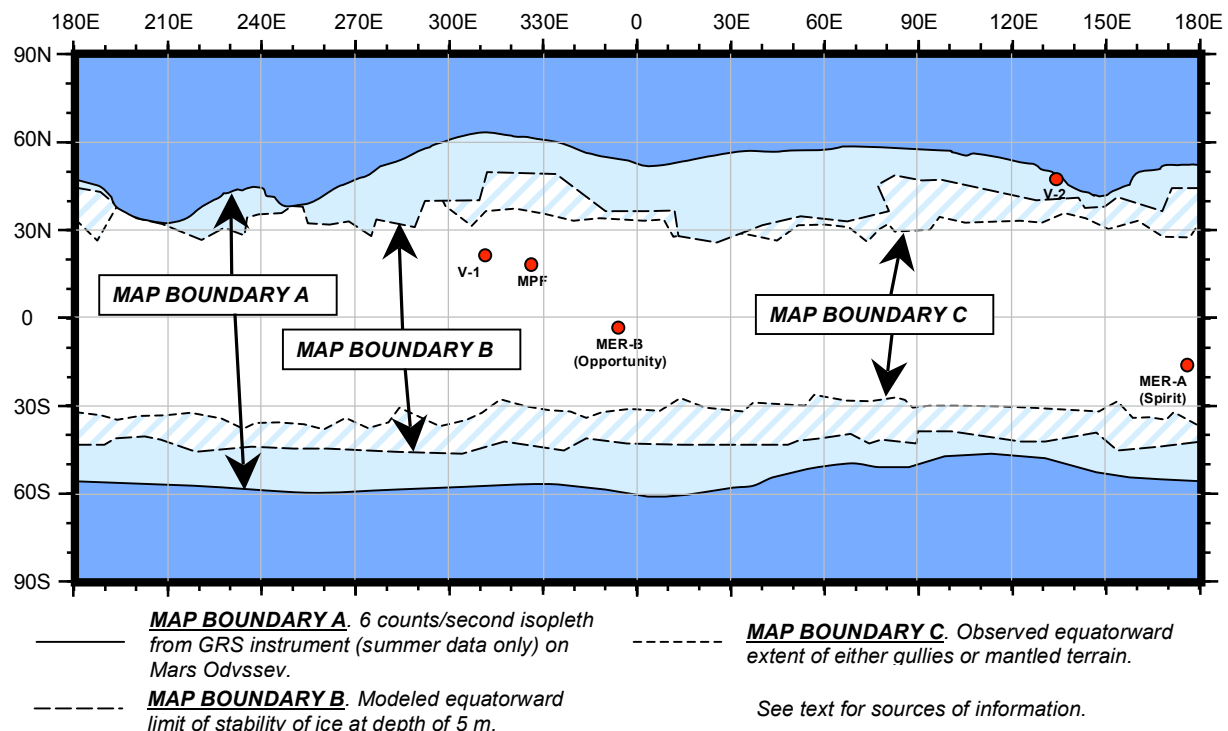 180E 210E 240E 270E 300E 330E 0 30E 60E 90E 120E 150E 180E
90N
60N
30N
0
30S
60S
90S
V-2
V-1
MPF
MAP BOUNDARY A
MAP BOUNDARY B
MAP BOUNDARY C
MER-B
(Opportunity)
MER-A
(Spirit)
MAP BOUNDARY A. 6 counts/second isopleth
from GRS instrument (summer data only) on
Mars Odyssey.
MAP BOUNDARY B. Modeled equatorward
limit of stability of ice at depth of 5 m.
MAP BOUNDARY C. Observed equatorward
extent of either gullies or mantled terrain.
See text for sources of information.